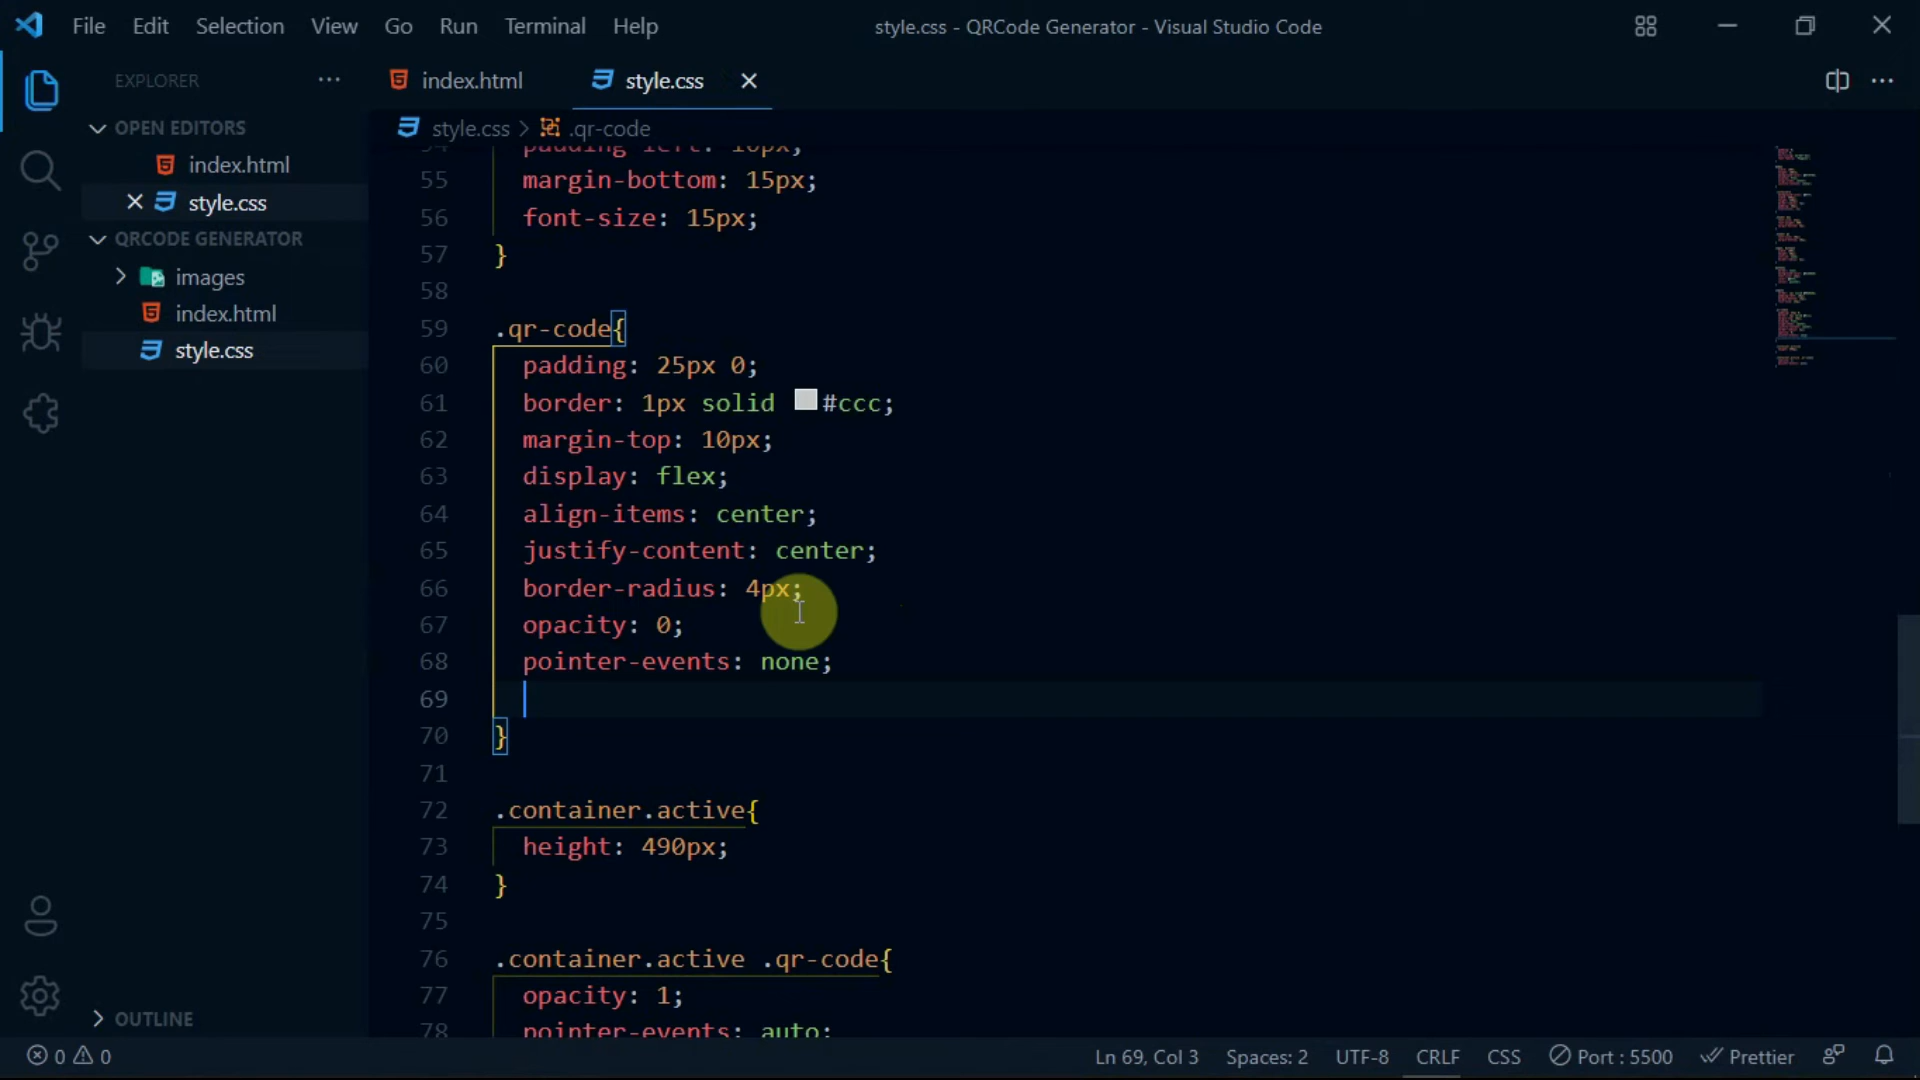 File Edit Selection View Go Run Terminal Help
style.css - QRCode Generator - Visual Studio Code
EXPLORER
OPEN EDITORS
index.html
style.css
QRCODE GENERATOR
images
index.html
style.css
OUTLINE
index.html style.css
style.css > .qr-code
54 padding-left: 10px;
55 margin-bottom: 15px;
56 font-size: 15px;
57 }
58
59 .qr-code{
60 padding: 25px 0;
61 border: 1px solid #ccc;
62 margin-top: 10px;
63 display: flex;
64 align-items: center;
65 justify-content: center;
66 border-radius: 4px;
67 opacity: 0;
68 pointer-events: none;
69
70 }
71
72 .container.active{
73 height: 490px;
74 }
75
76 .container.active .qr-code{
77 opacity: 1;
78 pointer-events: auto;
0 0 Ln 69, Col 3 Spaces: 2 UTF-8 CRLF CSS Port : 5500 Prettier